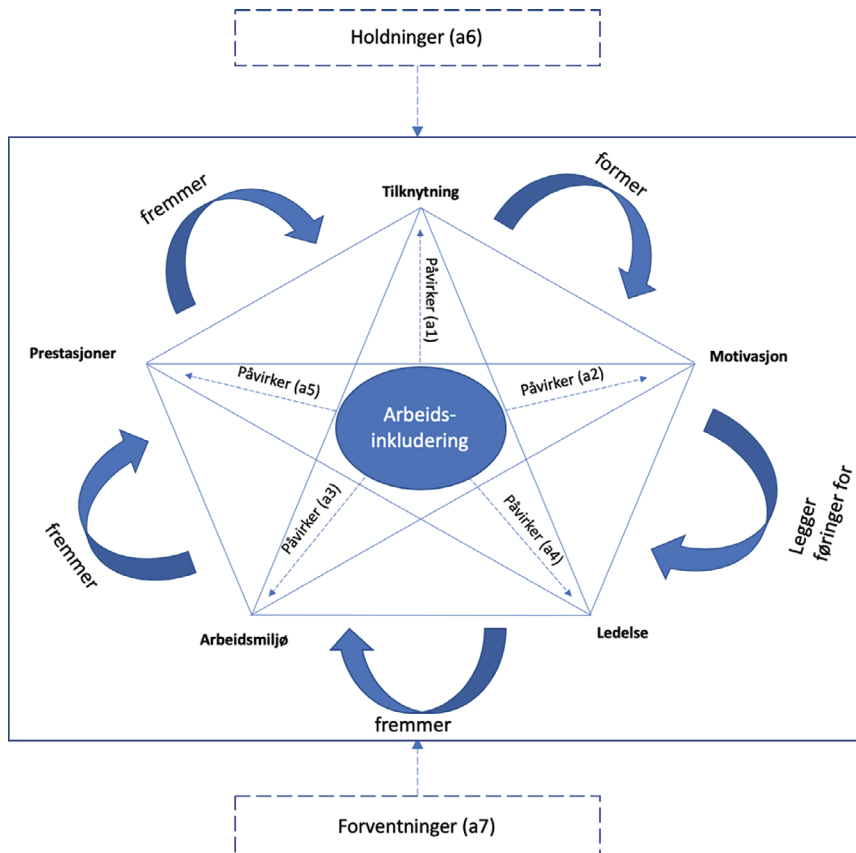 Holdninger (a6)
fremmer
former
Tilknytning
Påvirker (a1)
Prestasjoner
Motivasjon
Påvirker (a5)
Påvirker (a2)
Arbeids-
inkludering
Påvirker (a3)
Påvirker (a4)
fremmer
Legger
føringer for
Arbeidsmiljø
Ledelse
fremmer
Forventninger (a7)